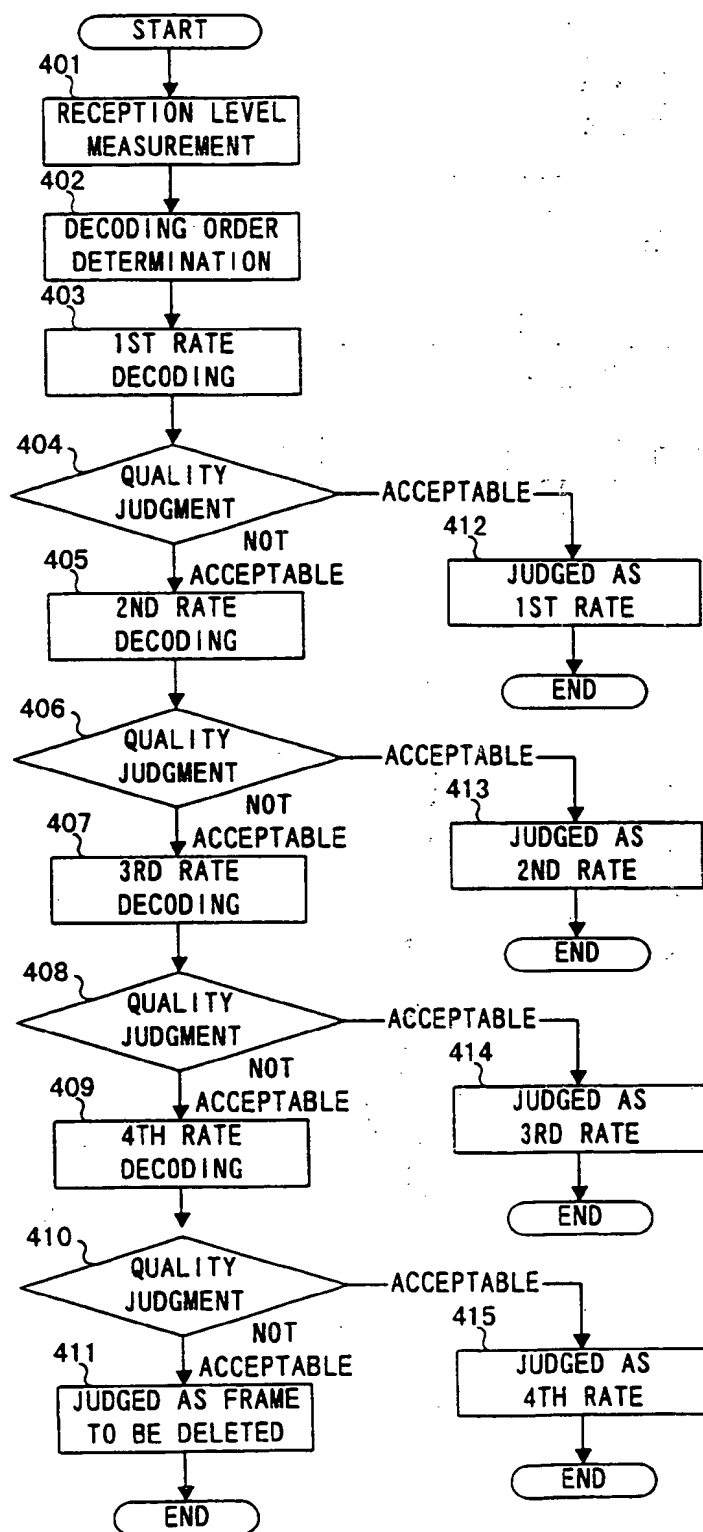 START
401
RECEPTION LEVEL
MEASUREMENT
402
DECODING ORDER
DETERMINATION
403
1ST RATE
DECODING
404
QUALITY
JUDGMENT
ACCEPTABLE
NOT
ACCEPTABLE
412
JUDGED AS
1ST RATE
END
405
2ND RATE
DECODING
406
QUALITY
JUDGMENT
ACCEPTABLE
NOT
ACCEPTABLE
413
JUDGED AS
2ND RATE
END
407
3RD RATE
DECODING
408
QUALITY
JUDGMENT
ACCEPTABLE
NOT
ACCEPTABLE
414
JUDGED AS
3RD RATE
END
409
4TH RATE
DECODING
410
QUALITY
JUDGMENT
ACCEPTABLE
NOT
ACCEPTABLE
415
JUDGED AS
4TH RATE
END
411
JUDGED AS FRAME
TO BE DELETED
END